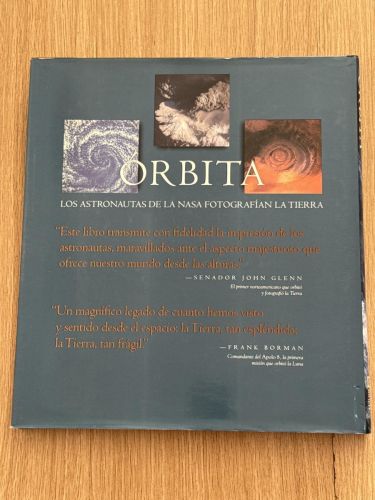 ORBITA
LOS ASTRONAUTAS DE LA NASA FOTOGRAFÍAN LA TIERRA
"Este libro transmite con fidelidad la impresión de los
astronautas, maravillados ante el aspecto majestuoso que
ofrece nuestro mundo desde las alturas."
—SENADOR JOHN GLENN
El primer norteamericano que orbitó
y fotografió la Tierra
"Un magnífico legado de cuanto hemos visto
y sentido desde el espacio: la Tierra, tan espléndida;
la Tierra, tan frágil."
—FRANK BORMAN
Comandante del Apolo 8, la primera
misión que orbitó la Luna